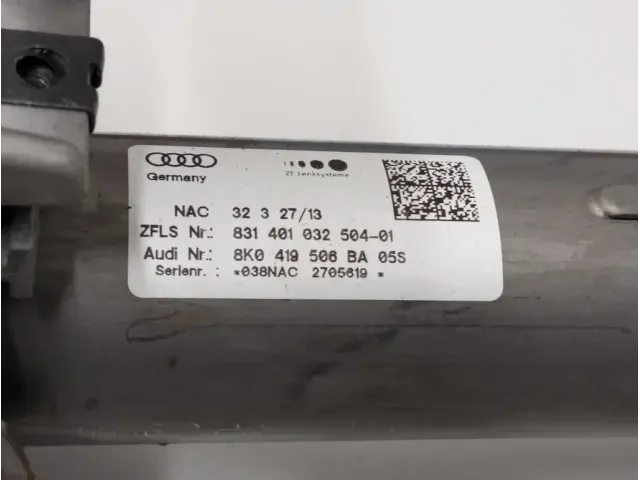 Germany
ZF Lenksysteme
NAC 32 3 27/13
ZFLS Nr.: 831 401 032 504-01
Audi Nr.: 8K0 419 506 BA 05S
Serienr. : *038NAC 2705619 *